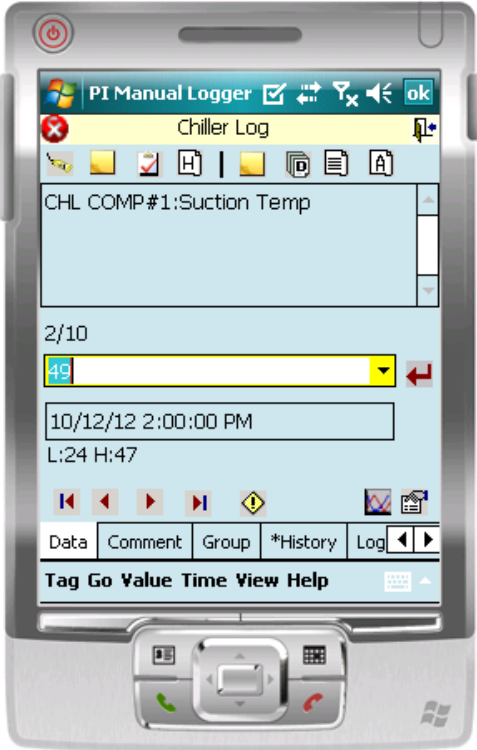 PI Manual Logger ok
Chiller Log
H D A
CHL COMP#1:Suction Temp
2/10
49
10/12/12 2:00:00 PM
L:24 H:47
Data Comment Group *History Log
Tag Go Value Time View Help